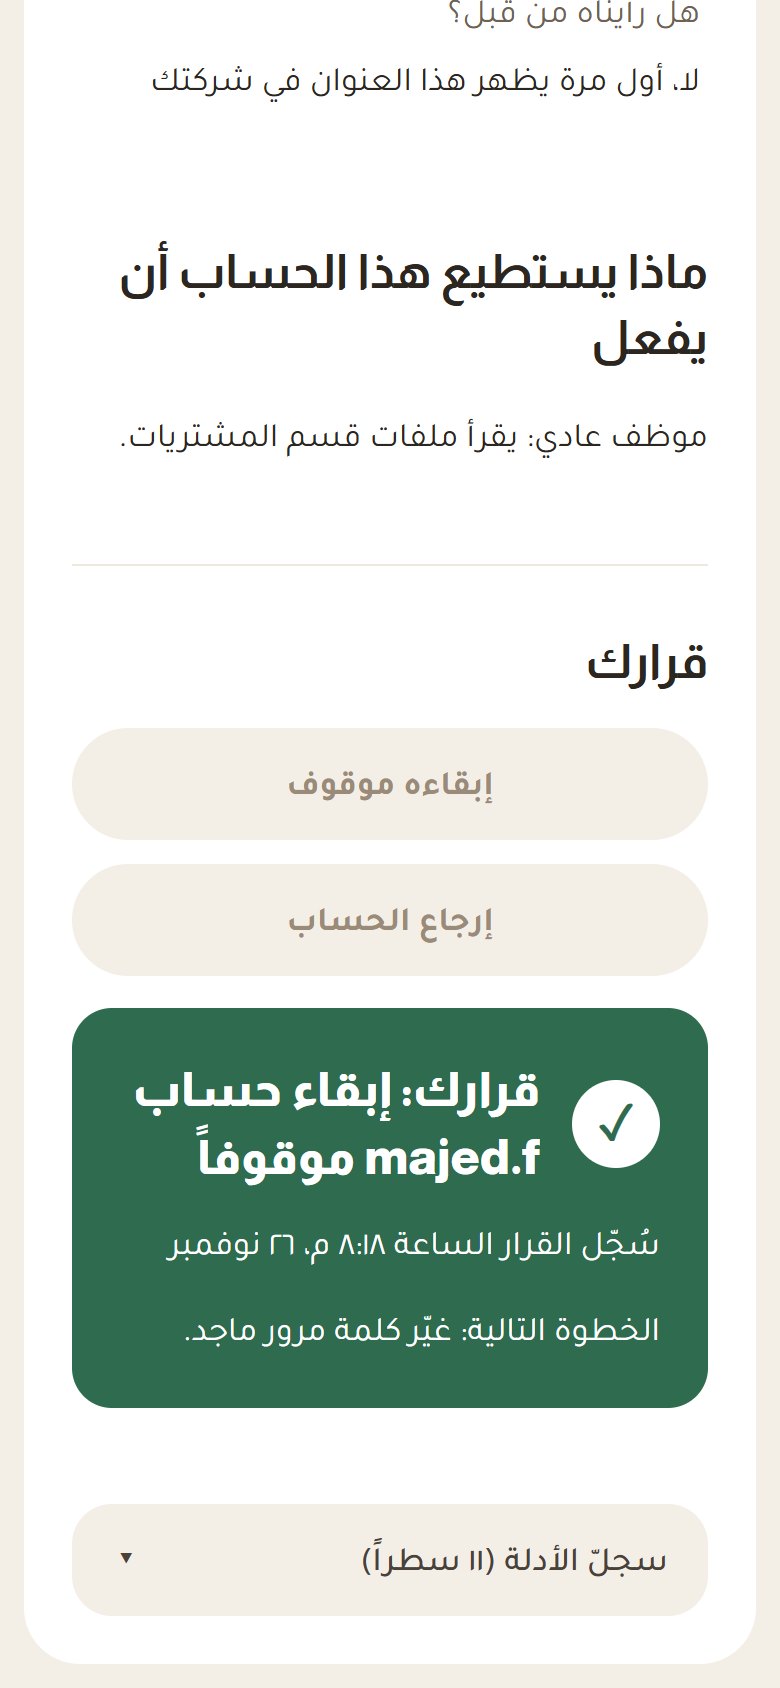 هل رأيناه من قبل؟
لا، أول مرة يظهر هذا العنوان في شركتك
ماذا يستطيع هذا الحساب أن
يفعل
موظف عادي: يقرأ ملفات قسم المشتريات.
قرارك
إبقاءه موقوف
إرجاع الحساب
✓
قرارك: إبقاء حساب
majed.f موقوفاً
سُجّل القرار الساعة ٨:١٨ م، ٢٦ نوفمبر
الخطوة التالية: غيّر كلمة مرور ماجد.
سجلّ الأدلة (١١ سطراً) ▼